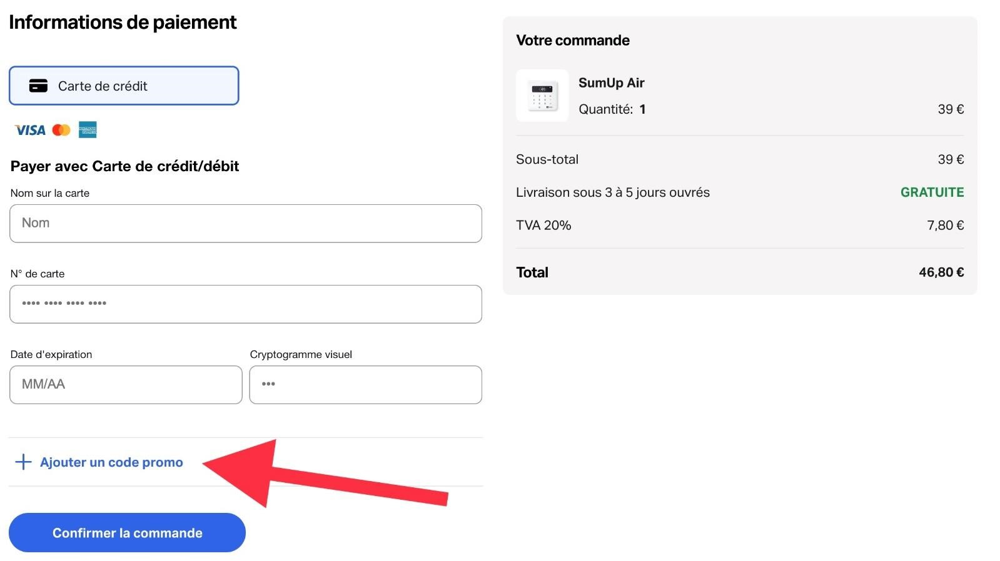 Informations de paiement
Carte de crédit
VISA
AMERICAN EXPRESS
Payer avec Carte de crédit/débit
Nom sur la carte
Nom
N° de carte
•••• •••• •••• ••••
Date d'expiration
MM/AA
Cryptogramme visuel
•••
Ajouter un code promo
Confirmer la commande
Votre commande
SumUp Air
Quantité: 1
39 €
Sous-total
39 €
Livraison sous 3 à 5 jours ouvrés
GRATUITE
TVA 20%
7,80 €
Total
46,80 €